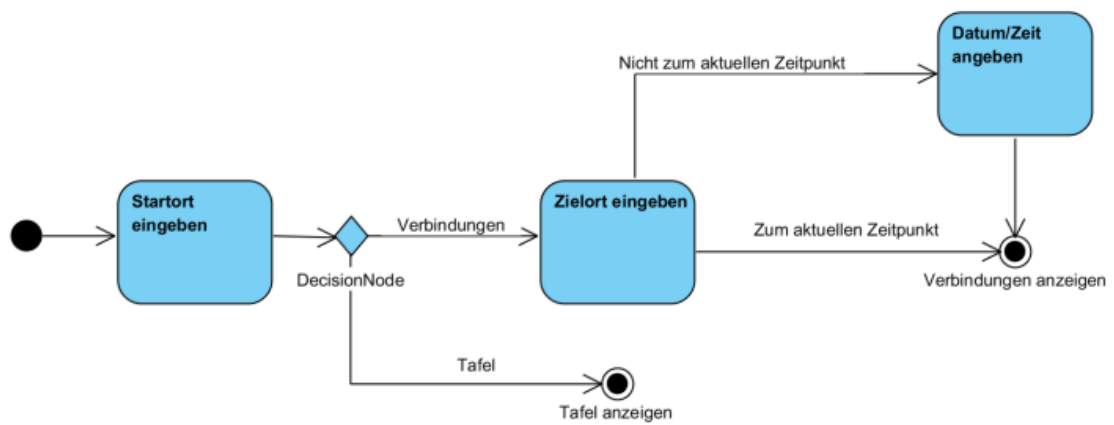 Datum/Zeit
angeben
Nicht zum aktuellen Zeitpunkt
Startort
eingeben
Zielort eingeben
Verbindungen
Zum aktuellen Zeitpunkt
DecisionNode
Verbindungen anzeigen
Tafel
Tafel anzeigen